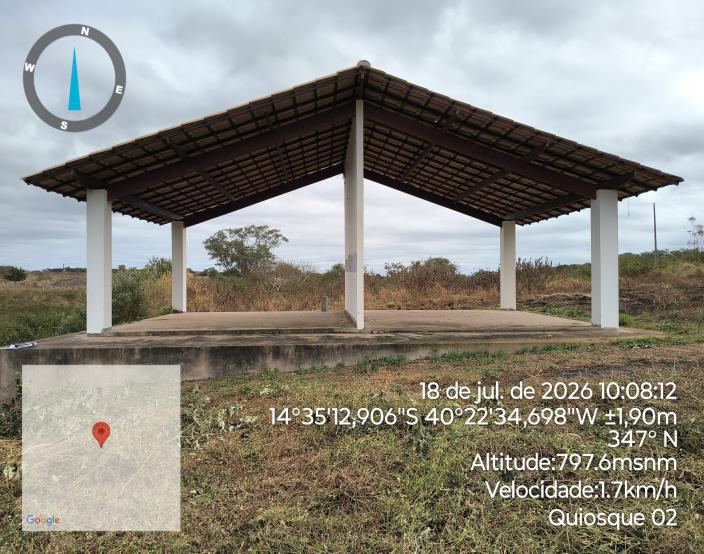 N
W
E
S
18 de jul. de 2026 10:08:12
14°35'12,906"S 40°22'34,698"W ±1,90m
347° N
Altitude:797.6msnm
Velocidade:1.7km/h
Quiosque 02
Google